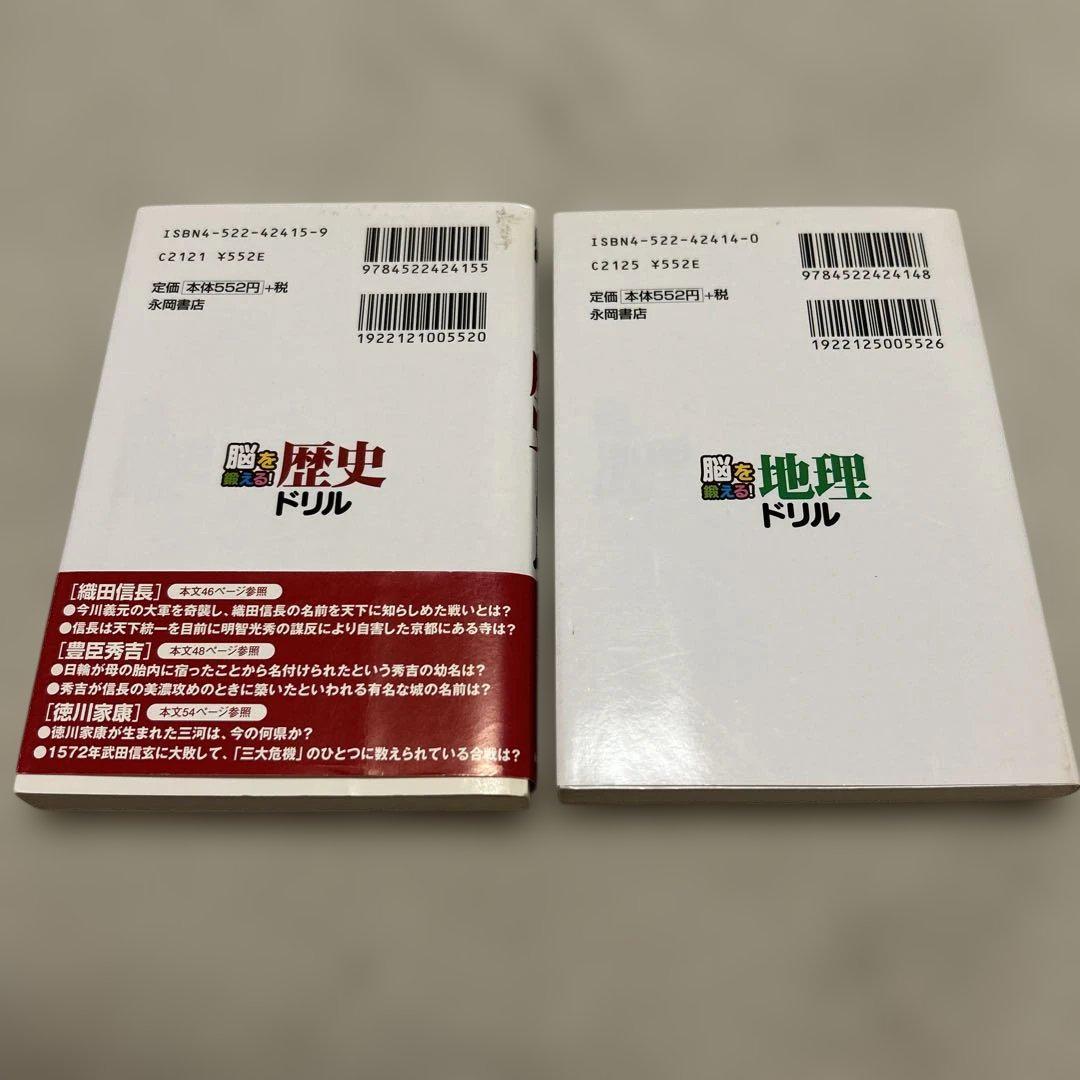 ISBN4-522-42415-9
C2121 ¥552E
定価 本体552円 +税
永岡書店
9784522424155
1922121005520
脳を
鍛える!
歴史
ドリル
[織田信長] 本文46ページ参照
●今川義元の大軍を奇襲し、織田信長の名前を天下に知らしめた戦いとは?
●信長は天下統一を目前に明智光秀の謀反により自害した京都にある寺は?
[豊臣秀吉] 本文48ページ参照
●日輪が母の胎内に宿ったことから名付けられたという秀吉の幼名は?
●秀吉が信長の美濃攻めのときに築いたといわれる有名な城の名前は?
[徳川家康] 本文54ページ参照
●徳川家康が生まれた三河は、今の何県か?
●1572年武田信玄に大敗して、「三大危機」のひとつに数えられている合戦は?
ISBN4-522-42414-0
C2125 ¥552E
定価 本体552円 +税
永岡書店
9784522424148
1922125005526
脳を
鍛える!
地理
ドリル